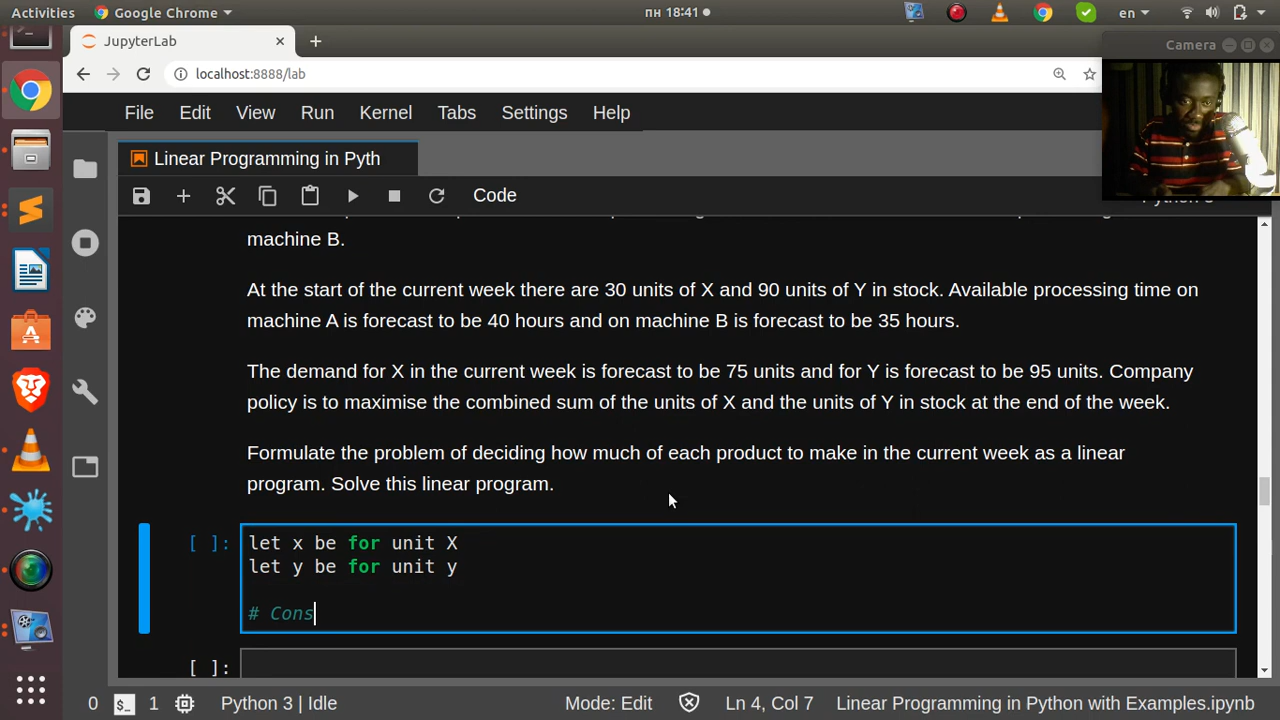 Activities Google Chrome пн 18:41 en
JupyterLab
Camera
localhost:8888/lab
File Edit View Run Kernel Tabs Settings Help
Linear Programming in Pyth
Code
machine B.
At the start of the current week there are 30 units of X and 90 units of Y in stock. Available processing time on
machine A is forecast to be 40 hours and on machine B is forecast to be 35 hours.
The demand for X in the current week is forecast to be 75 units and for Y is forecast to be 95 units. Company
policy is to maximise the combined sum of the units of X and the units of Y in stock at the end of the week.
Formulate the problem of deciding how much of each product to make in the current week as a linear
program. Solve this linear program.
[ ]: let x be for unit X
let y be for unit y
# Cons
[ ]:
0 $_ 1 Python 3 | Idle Mode: Edit Ln 4, Col 7 Linear Programming in Python with Examples.ipynb